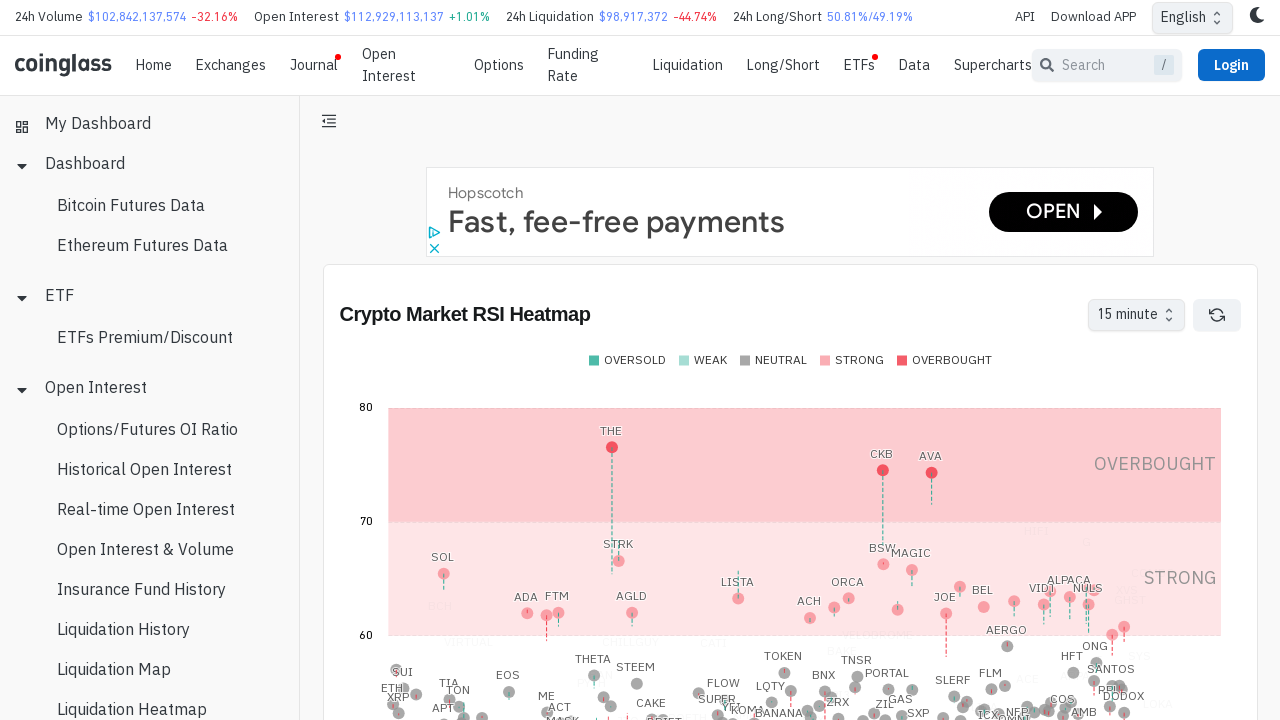 24h Volume $102,842,137,574 -32.16% Open Interest $112,929,113,137 +1.01% 24h Liquidation $98,917,372 -44.74% 24h Long/Short 50.81%/49.19% API Download APP English
coinglass Home Exchanges Journal Open Interest Options Funding Rate Liquidation Long/Short ETFs Data Supercharts Search / Login
My Dashboard
Dashboard
Bitcoin Futures Data
Ethereum Futures Data
ETF
ETFs Premium/Discount
Open Interest
Options/Futures OI Ratio
Historical Open Interest
Real-time Open Interest
Open Interest & Volume
Insurance Fund History
Liquidation History
Liquidation Map
Liquidation Heatmap
Hopscotch
Fast, fee-free payments
OPEN
Crypto Market RSI Heatmap
15 minute
OVERSOLD WEAK NEUTRAL STRONG OVERBOUGHT
80
THE
CKB AVA
OVERBOUGHT
70
STRK BSW MAGIC
SOL
STRONG
LISTA ORCA ALPACA
ADA FTM AGLD ACH JOE BEL NULS
60
AERGO
ONG
THETA TOKEN TNSR HFT
SUI EOS STEEM BNX PORTAL FLM SANTOS
ETH TIA TON FLOW LQTY SLERF
XRP ME SUPER DODOX
APT ACT CAKE BANANA ZRX GAS SXP COS AMB